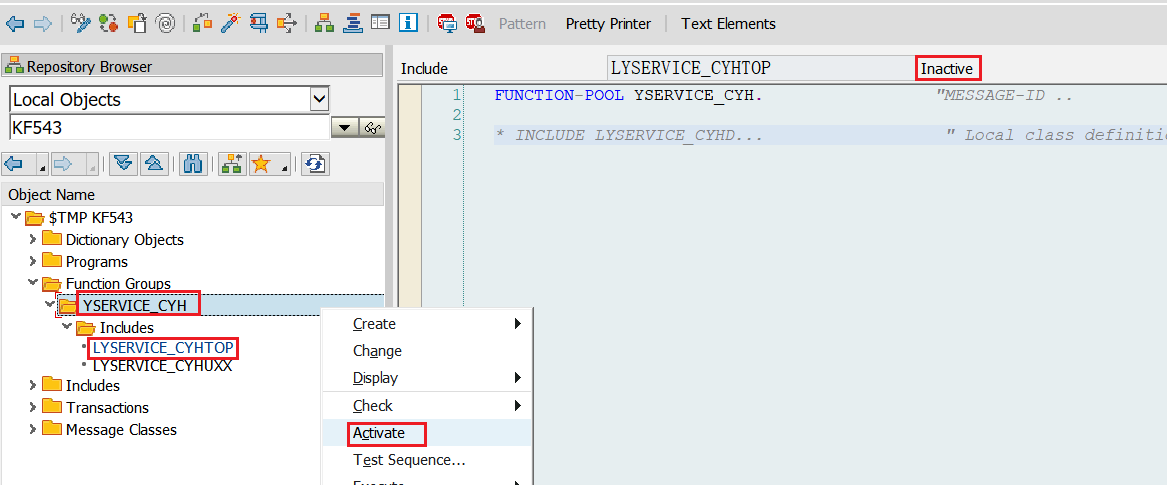 Pattern Pretty Printer Text Elements
Repository Browser
Local Objects
KF543
Object Name
$TMP KF543
Dictionary Objects
Programs
Function Groups
YSERVICE_CYH
Includes
LYSERVICE_CYHTOP
LYSERVICE_CYHUXX
Includes
Transactions
Message Classes
Include LYSERVICE_CYHTOP Inactive
1 FUNCTION-POOL YSERVICE_CYH. "MESSAGE-ID ..
2
3 * INCLUDE LYSERVICE_CYHD... " Local class definitio
Create
Change
Display
Check
Activate
Test Sequence...
Execute